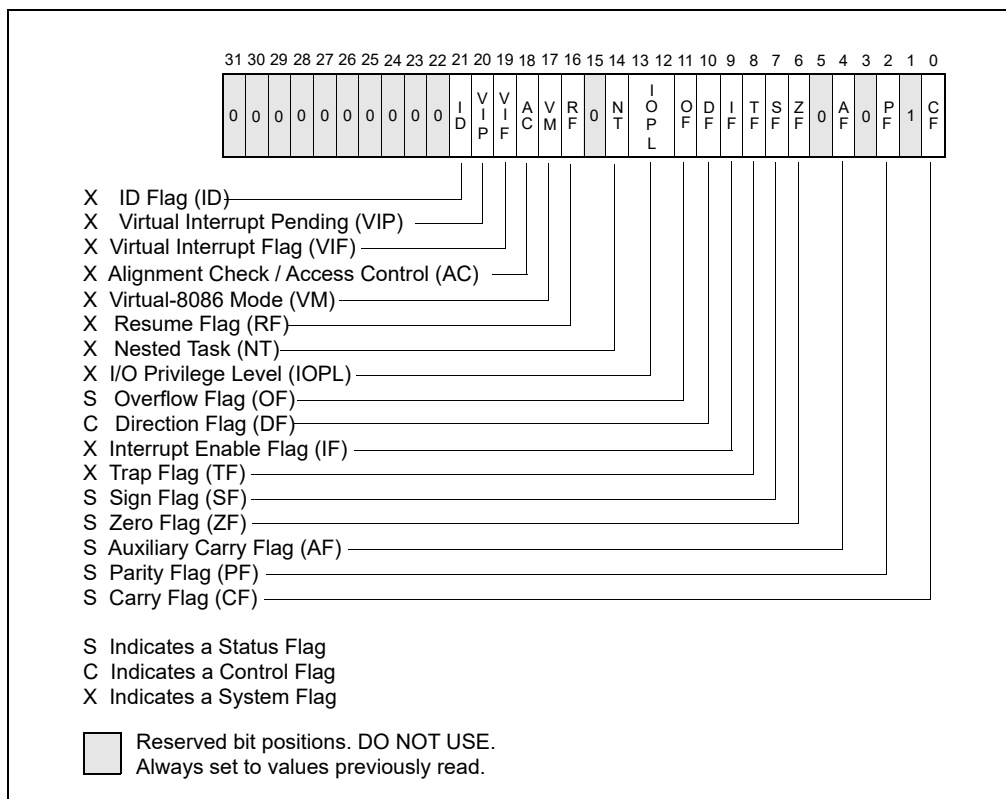 31 30 29 28 27 26 25 24 23 22 21 20 19 18 17 16 15 14 13 12 11 10 9 8 7 6 5 4 3 2 1 0
0 0 0 0 0 0 0 0 0 0 ID VIP VIF AC VM RF 0 NT IOPL OF DF IF TF SF ZF 0 AF 0 PF 1 CF
X ID Flag (ID)
X Virtual Interrupt Pending (VIP)
X Virtual Interrupt Flag (VIF)
X Alignment Check / Access Control (AC)
X Virtual-8086 Mode (VM)
X Resume Flag (RF)
X Nested Task (NT)
X I/O Privilege Level (IOPL)
S Overflow Flag (OF)
C Direction Flag (DF)
X Interrupt Enable Flag (IF)
X Trap Flag (TF)
S Sign Flag (SF)
S Zero Flag (ZF)
S Auxiliary Carry Flag (AF)
S Parity Flag (PF)
S Carry Flag (CF)
S Indicates a Status Flag
C Indicates a Control Flag
X Indicates a System Flag
Reserved bit positions. DO NOT USE.
Always set to values previously read.